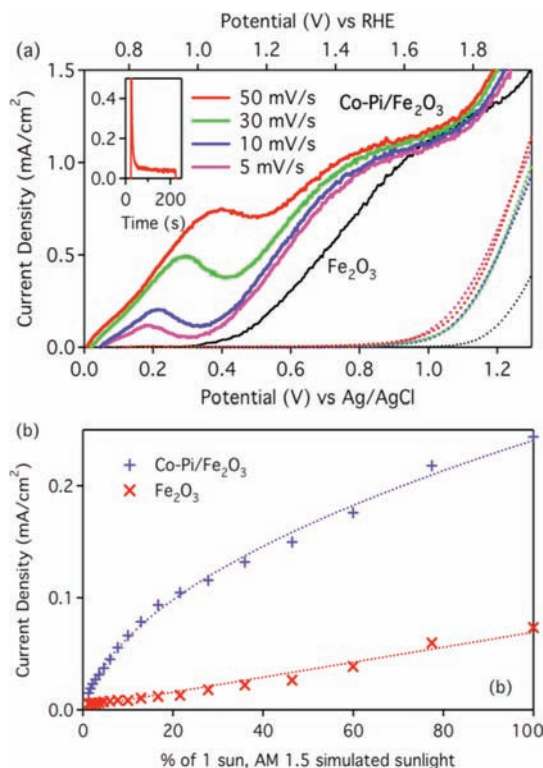 Potential (V) vs RHE
(a)
0.8 1.0 1.2 1.4 1.6 1.8
1.5
1.0
0.5
0.0
Current Density (mA/cm²)
0.4
0.2
0.0
0 200
Time (s)
50 mV/s
30 mV/s
10 mV/s
5 mV/s
Co-Pi/Fe₂O₃
Fe₂O₃
0.0 0.2 0.4 0.6 0.8 1.0 1.2
Potential (V) vs Ag/AgCl
(b)
Co-Pi/Fe₂O₃
Fe₂O₃
0.2
0.1
0.0
Current Density (mA/cm²)
(b)
0 20 40 60 80 100
% of 1 sun, AM 1.5 simulated sunlight